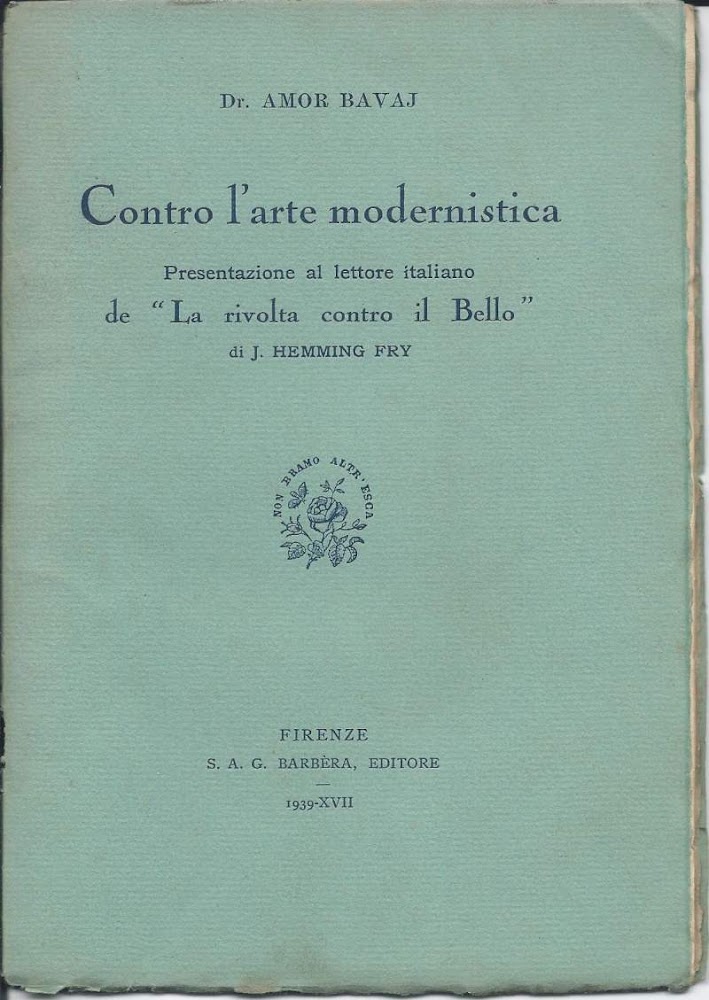 Dr. AMOR BAVAJ
Contro l'arte modernistica
Presentazione al lettore italiano
de “La rivolta contro il Bello”
di J. HEMMING FRY
NON BRAMO ALTR'ESCA
FIRENZE
S. A. G. BARBÈRA, EDITORE
—
1939-XVII